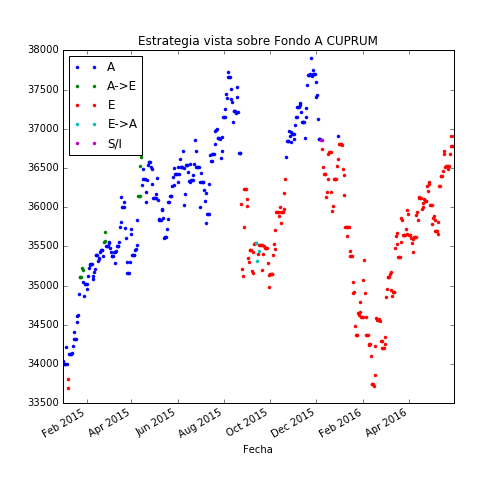 Estrategia vista sobre Fondo A CUPRUM
38000
37500
37000
36500
36000
35500
35000
34500
34000
33500
A
A->E
E
E->A
S/I
Feb 2015
Apr 2015
Jun 2015
Aug 2015
Oct 2015
Dec 2015
Feb 2016
Apr 2016
Fecha